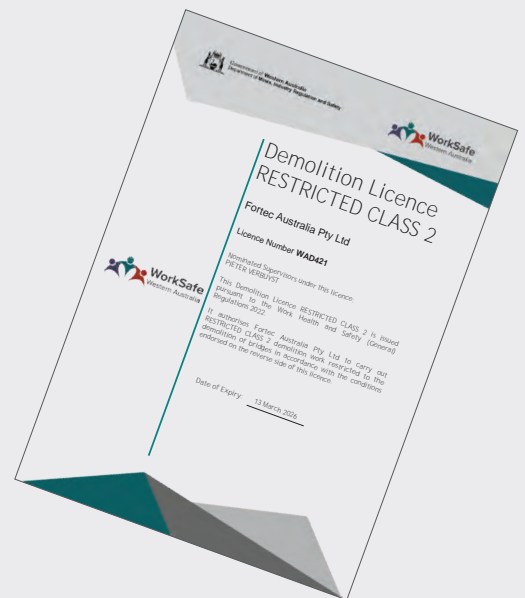 Government of Western Australia
Department of Mines, Industry Regulation and Safety
WorkSafe
Western Australia
Demolition Licence
RESTRICTED CLASS 2
Fortec Australia Pty Ltd
Licence Number WAD421
Nominated Supervisors under this licence:
PIETER VERBUYST
This Demolition Licence RESTRICTED CLASS 2 is issued
pursuant to the Work Health and Safety (General)
Regulations 2022.
It authorises Fortec Australia Pty Ltd to carry out
RESTRICTED CLASS 2 demolition work restricted to the
demolition of bridges in accordance with the conditions
endorsed on the reverse side of this licence.
Date of Expiry: 13 March 2026
WorkSafe
Western Australia